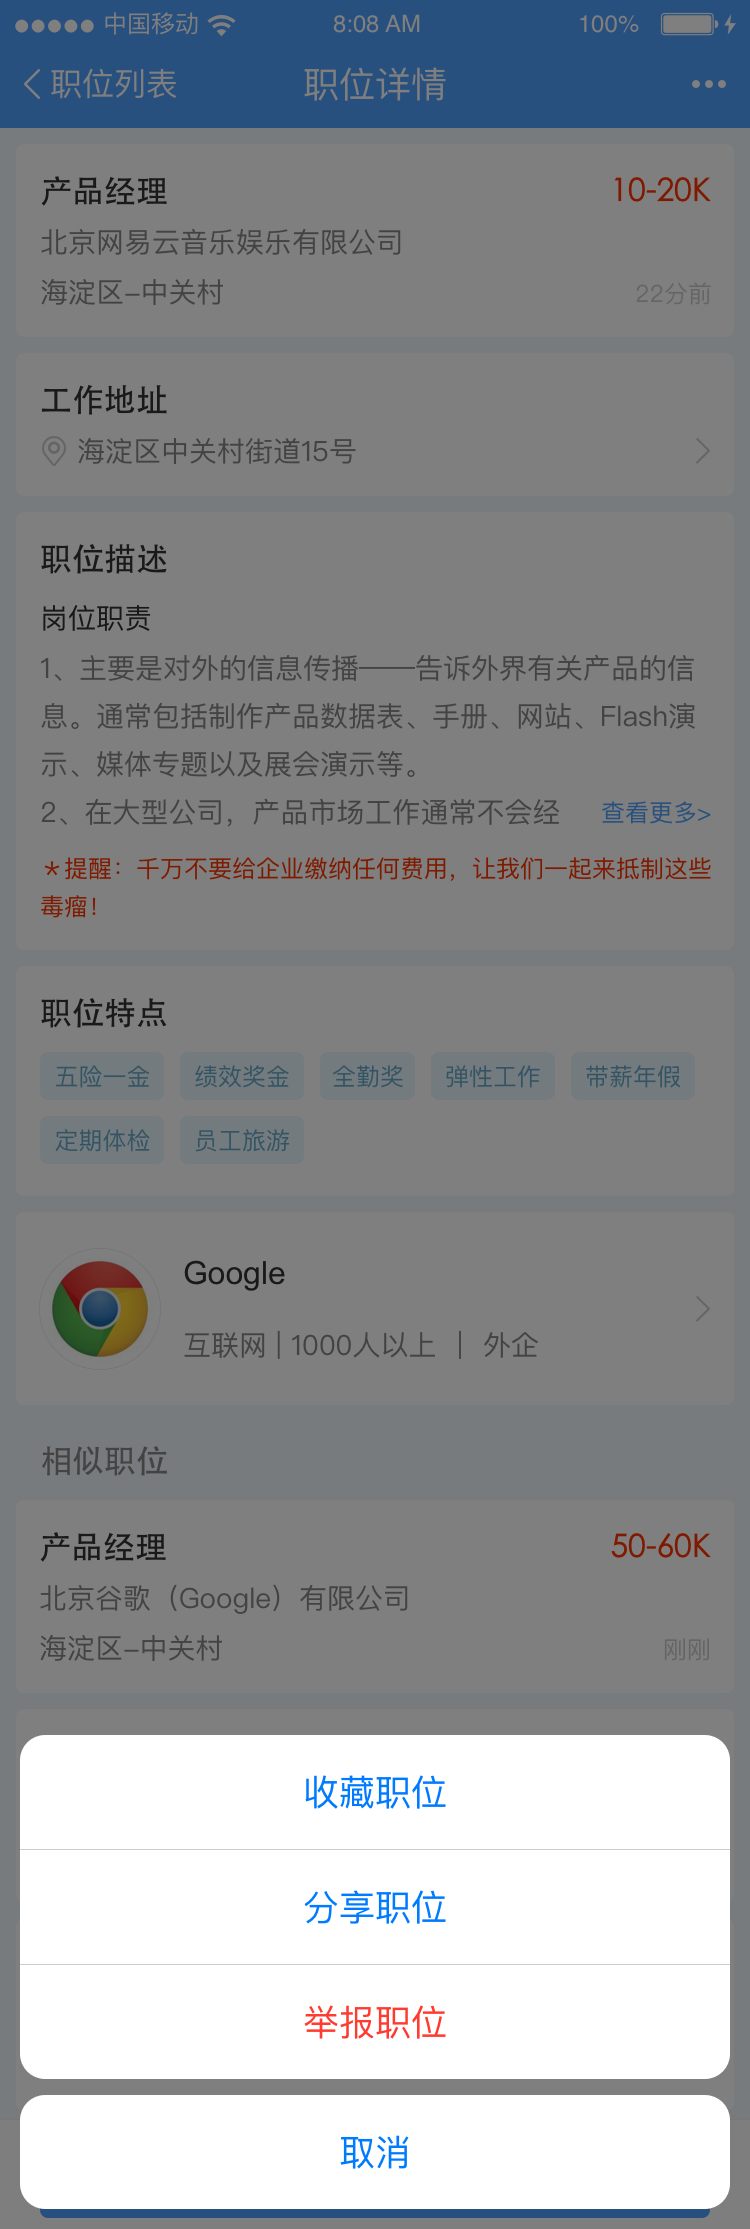 中国移动 8:08 AM 100%
职位列表 职位详情
产品经理 10-20K
北京网易云音乐娱乐有限公司
海淀区-中关村 22分前
工作地址
海淀区中关村街道15号
职位描述
岗位职责
1、主要是对外的信息传播——告诉外界有关产品的信
息。通常包括制作产品数据表、手册、网站、Flash演
示、媒体专题以及展会演示等。
2、在大型公司，产品市场工作通常不会经 查看更多>
*提醒：千万不要给企业缴纳任何费用，让我们一起来抵制这些
毒瘤！
职位特点
五险一金 绩效奖金 全勤奖 弹性工作 带薪年假
定期体检 员工旅游
Google
互联网 | 1000人以上 | 外企
相似职位
产品经理 50-60K
北京谷歌（Google）有限公司
海淀区-中关村 刚刚
收藏职位
分享职位
举报职位
取消